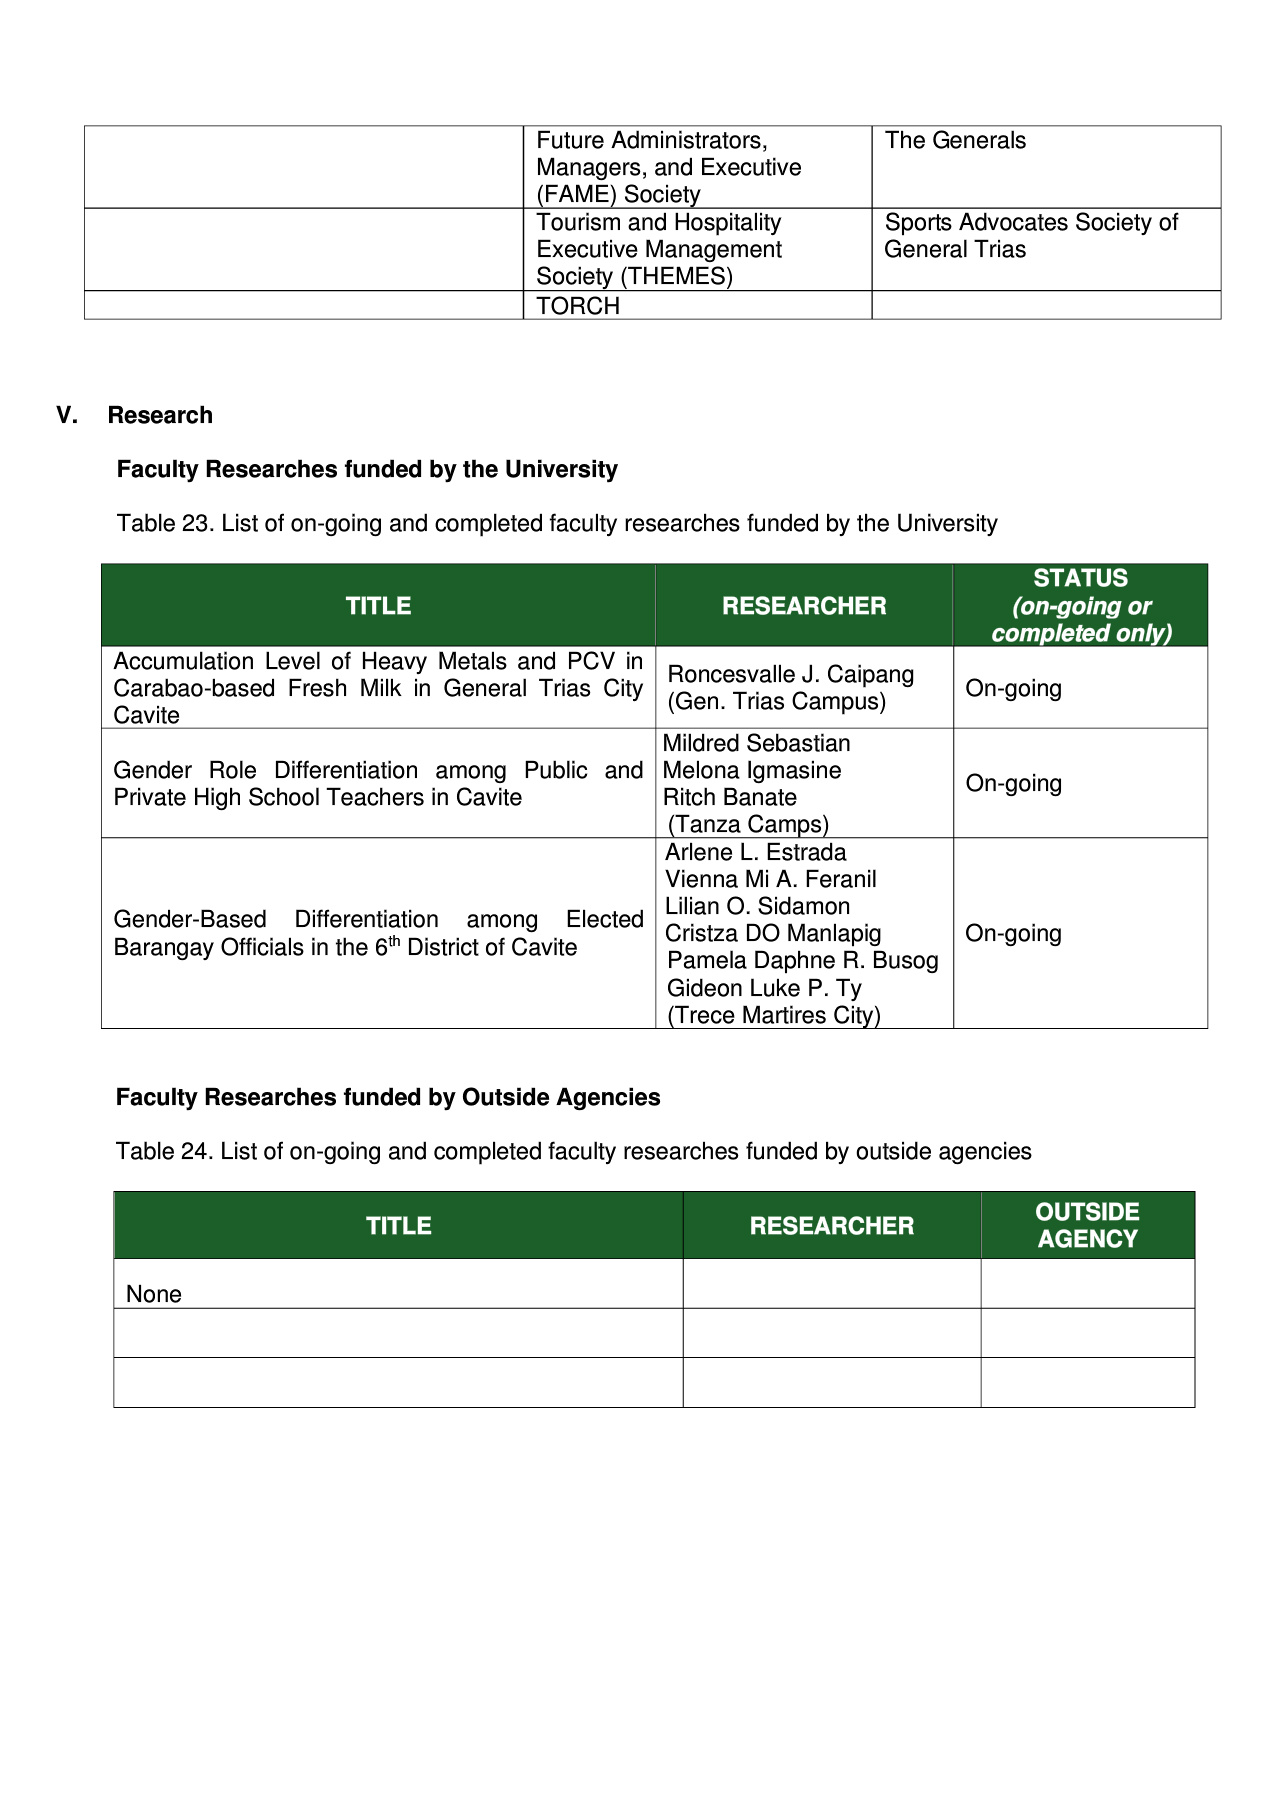 Future Administrators,
Managers, and Executive
(FAME) Society
The Generals
Tourism and Hospitality
Executive Management
Society (THEMES)
Sports Advocates Society of
General Trias
TORCH
V. Research
Faculty Researches funded by the University
Table 23. List of on-going and completed faculty researches funded by the University
TITLE
RESEARCHER
STATUS
(on-going or
completed only)
Accumulation Level of Heavy Metals and PCV in
Carabao-based Fresh Milk in General Trias City
Cavite
Roncesvalle J. Caipang
(Gen. Trias Campus)
On-going
Gender Role Differentiation among Public and
Private High School Teachers in Cavite
Mildred Sebastian
Melona Igmasine
Ritch Banate
(Tanza Camps)
On-going
Gender-Based Differentiation among Elected
Barangay Officials in the 6th District of Cavite
Arlene L. Estrada
Vienna Mi A. Feranil
Lilian O. Sidamon
Cristza DO Manlapig
Pamela Daphne R. Busog
Gideon Luke P. Ty
(Trece Martires City)
On-going
Faculty Researches funded by Outside Agencies
Table 24. List of on-going and completed faculty researches funded by outside agencies
TITLE
RESEARCHER
OUTSIDE
AGENCY
None